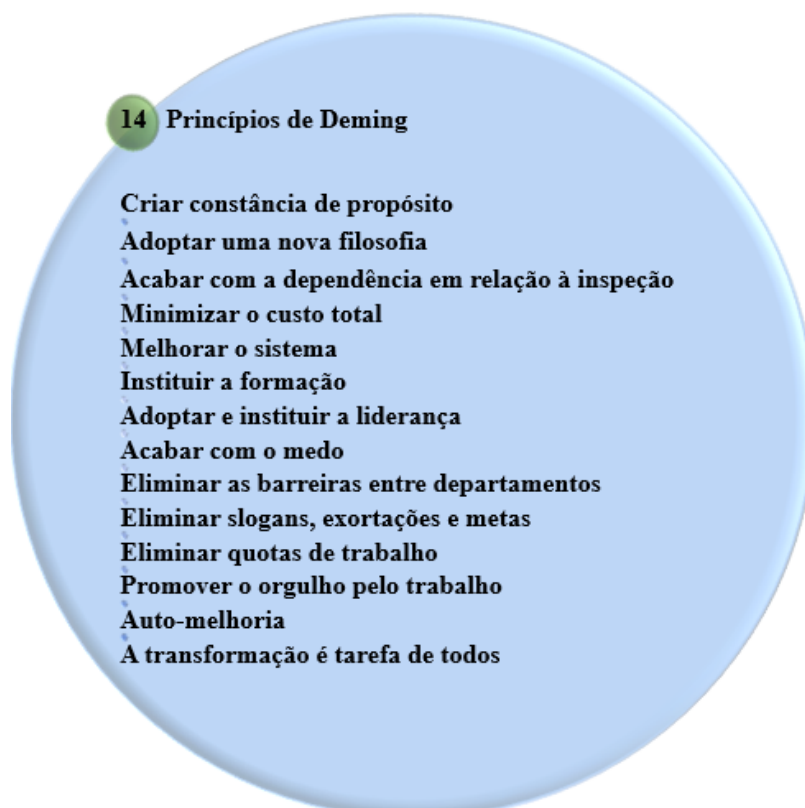 14 Princípios de Deming
Criar constância de propósito
Adoptar uma nova filosofia
Acabar com a dependência em relação à inspeção
Minimizar o custo total
Melhorar o sistema
Instituir a formação
Adoptar e instituir a liderança
Acabar com o medo
Eliminar as barreiras entre departamentos
Eliminar slogans, exortações e metas
Eliminar quotas de trabalho
Promover o orgulho pelo trabalho
Auto-melhoria
A transformação é tarefa de todos